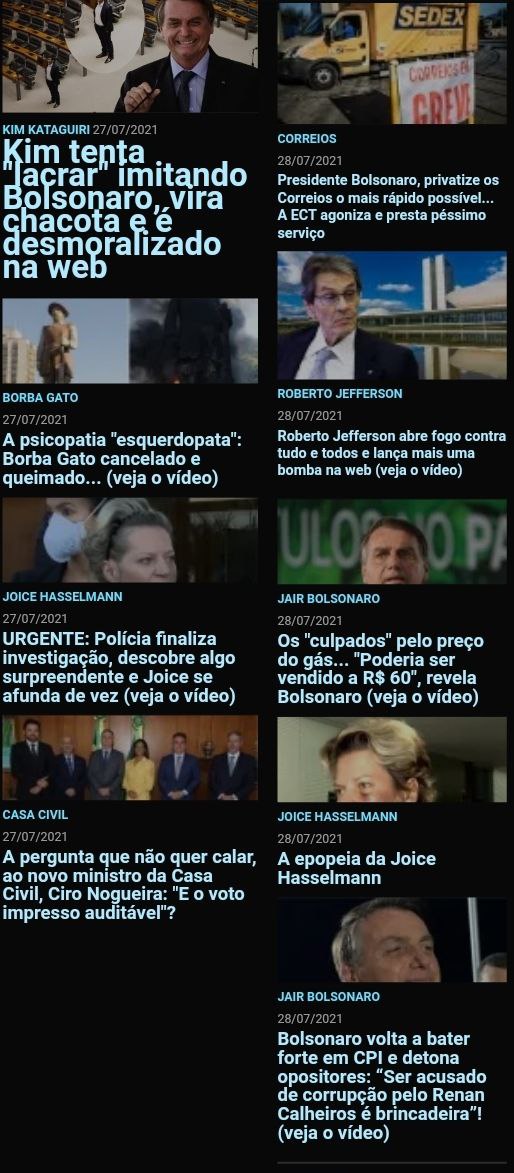 KIM KATAGUIRI 27/07/2021
Kim tenta
"lacrar" imitando
Bolsonaro, vira
chacota e é
desmoralizado
na web
BORBA GATO
27/07/2021
A psicopatia "esquerdopata":
Borba Gato cancelado e
queimado... (veja o vídeo)
JOICE HASSELMANN
27/07/2021
URGENTE: Polícia finaliza
investigação, descobre algo
surpreendente e Joice se
afunda de vez (veja o vídeo)
CASA CIVIL
27/07/2021
A pergunta que não quer calar,
ao novo ministro da Casa
Civil, Ciro Nogueira: "E o voto
impresso auditável"?
SEDEX
CORREIOS EM
GREVE
CORREIOS
28/07/2021
Presidente Bolsonaro, privatize os
Correios o mais rápido possível...
A ECT agoniza e presta péssimo
serviço
ROBERTO JEFFERSON
28/07/2021
Roberto Jefferson abre fogo contra
tudo e todos e lança mais uma
bomba na web (veja o vídeo)
TULOS NO PA
JAIR BOLSONARO
28/07/2021
Os "culpados" pelo preço
do gás... "Poderia ser
vendido a R$ 60", revela
Bolsonaro (veja o vídeo)
JOICE HASSELMANN
28/07/2021
A epopeia da Joice
Hasselmann
JAIR BOLSONARO
28/07/2021
Bolsonaro volta a bater
forte em CPI e detona
opositores: “Ser acusado
de corrupção pelo Renan
Calheiros é brincadeira”!
(veja o vídeo)